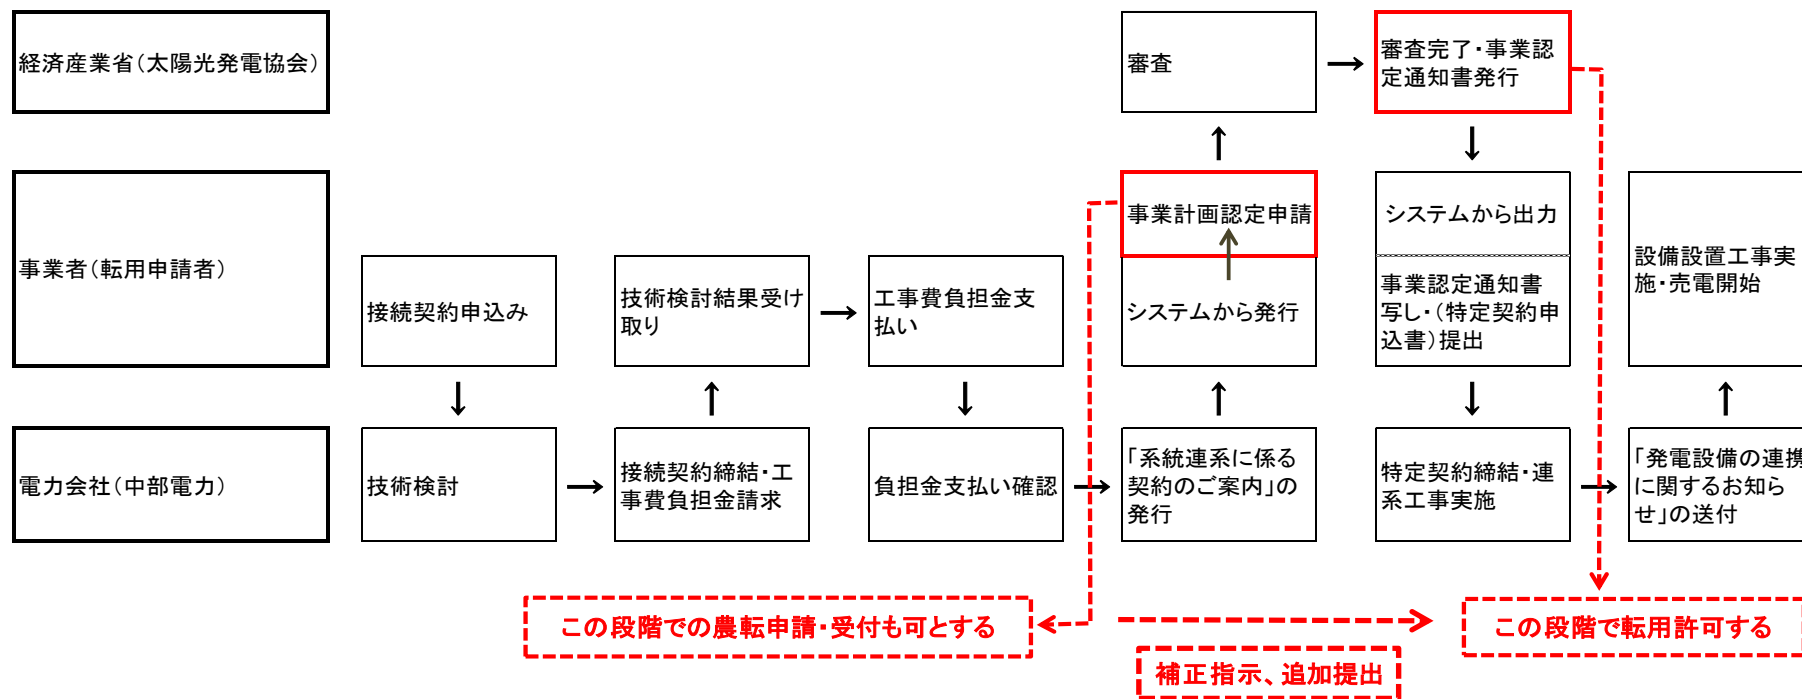 経済産業省(太陽光発電協会)
審査
審査完了・事業認
定通知書発行
事業者(転用申請者)
接続契約申込み
技術検討結果受け
取り
工事費負担金支
払い
事業計画認定申請
システムから発行
システムから出力
事業認定通知書
写し・(特定契約申
込書)提出
設備設置工事実
施・売電開始
電力会社(中部電力)
技術検討
接続契約締結・工
事費負担金請求
負担金支払い確認
「系統連系に係る
契約のご案内」の
発行
特定契約締結・連
系工事実施
「発電設備の連携
に関するお知ら
せ」の送付
この段階での農転申請・受付も可とする
補正指示、追加提出
この段階で転用許可する